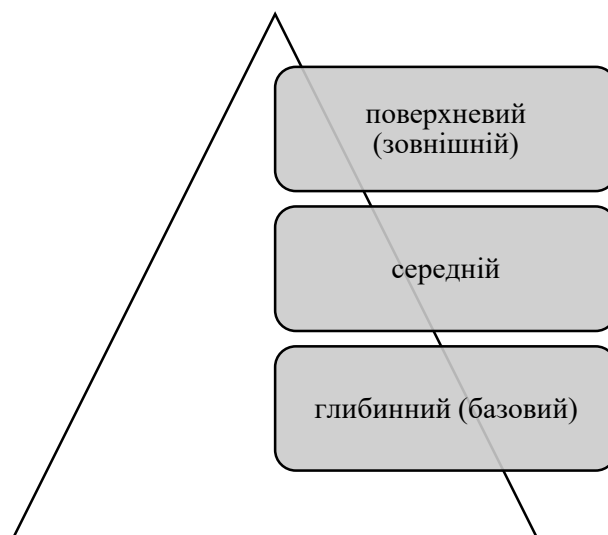 поверхневий
(зовнішній)
середній
глибинний (базовий)